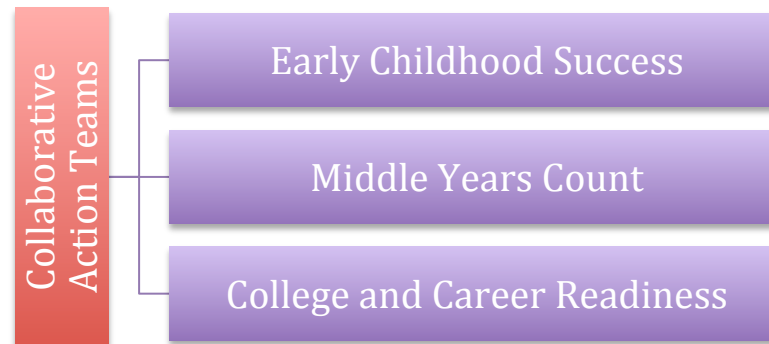 Collaborative
Action Teams
Early Childhood Success
Middle Years Count
College and Career Readiness